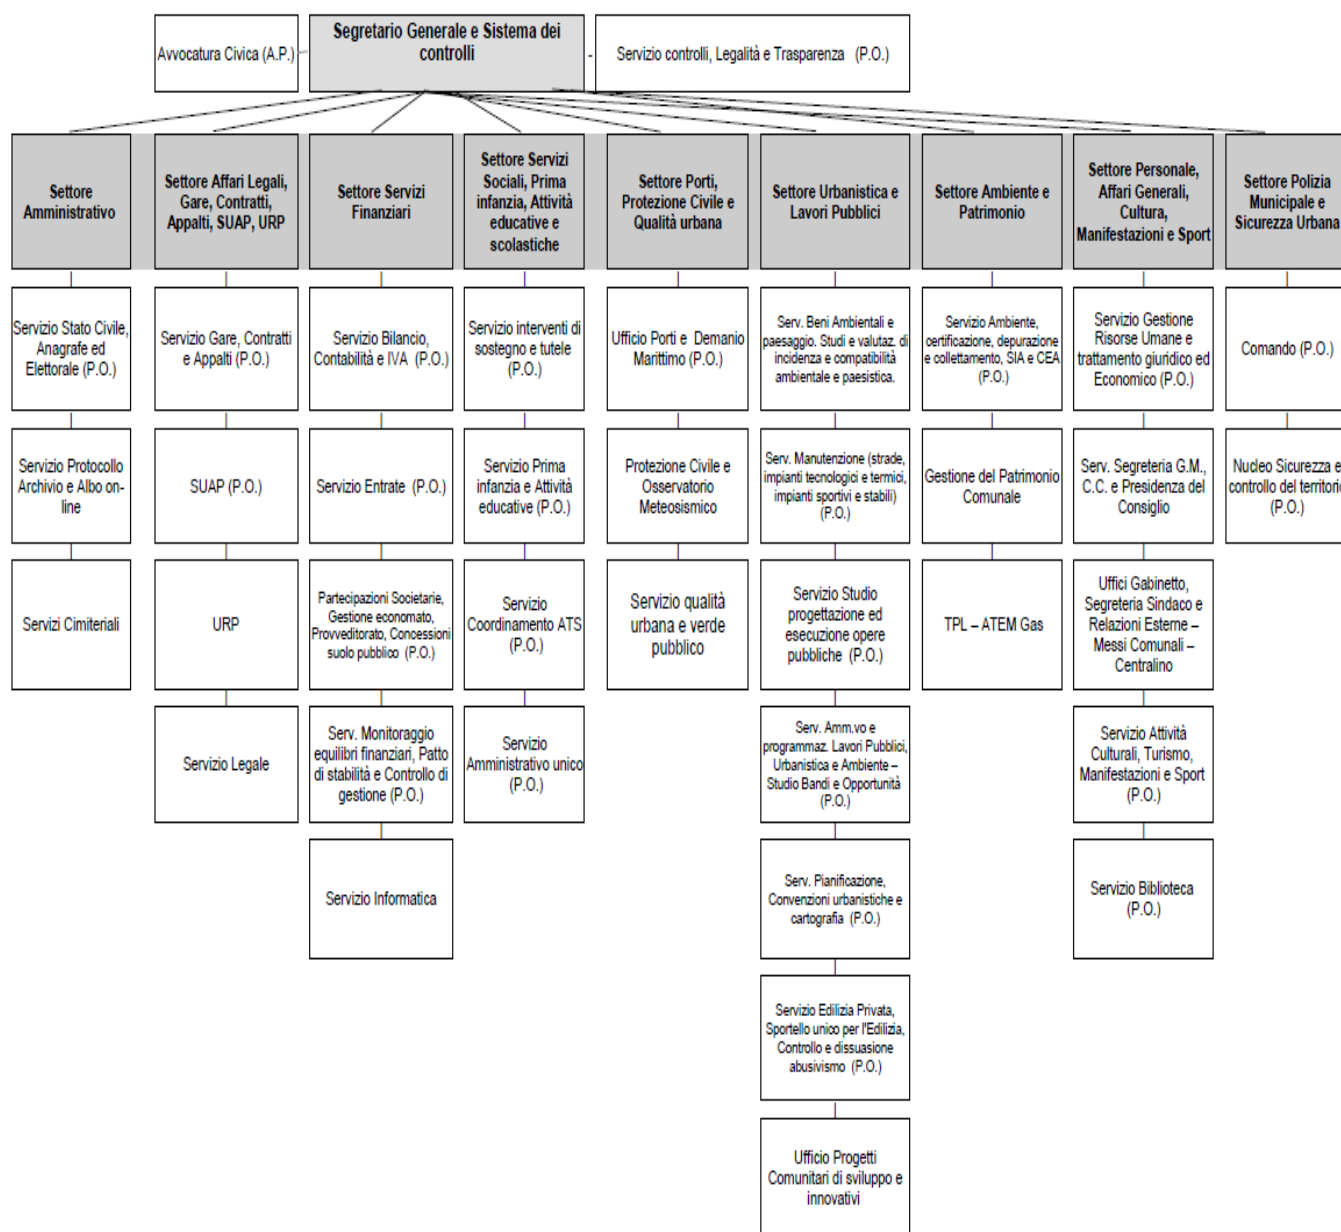 Segretario Generale e Sistema dei
controlli
Avvocatura Civica (A.P.)
-
Servizio controlli, Legalità e Trasparenza (P.O.)
Settore
Amministrativo
Settore Affari Legali,
Gare, Contratti,
Appalti, SUAP, URP
Settore Servizi
Finanziari
Settore Servizi
Sociali, Prima
infanzia, Attività
educative e
scolastiche
Settore Porti,
Protezione Civile e
Qualità urbana
Settore Urbanistica e
Lavori Pubblici
Settore Ambiente e
Patrimonio
Settore Personale,
Affari Generali,
Cultura,
Manifestazioni e Sport
Settore Polizia
Municipale e
Sicurezza Urbana
Servizio Stato Civile,
Anagrafe ed
Elettorale (P.O.)
Servizio Gare, Contratti
e Appalti (P.O.)
Servizio Bilancio,
Contabilità e IVA (P.O.)
Servizio interventi di
sostegno e tutele
(P.O.)
Ufficio Porti e Demanio
Marittimo (P.O.)
Serv. Beni Ambientali e
paesaggio. Studi e valutaz. di
incidenza e compatibilità
ambientale e paesistica.
Servizio Ambiente,
certificazione, depurazione
e collettamento, SIA e CEA
(P.O.)
Servizio Gestione
Risorse Umane e
trattamento giuridico ed
Economico (P.O.)
Comando (P.O.)
Servizio Protocollo
Archivio e Albo on-
line
SUAP (P.O.)
Servizio Entrate (P.O.)
Servizio Prima
infanzia e Attività
educative (P.O.)
Protezione Civile e
Osservatorio
Meteosismico
Serv. Manutenzione (strade,
impianti tecnologici e termici,
impianti sportivi e stabili)
(P.O.)
Gestione del Patrimonio
Comunale
Serv. Segreteria G.M.,
C.C. e Presidenza del
Consiglio
Nucleo Sicurezza e
controllo del territorio
(P.O.)
Servizi Cimiteriali
URP
Partecipazioni Societarie,
Gestione economato,
Provveditorato, Concessioni
suolo pubblico (P.O.)
Servizio
Coordinamento ATS
(P.O.)
Servizio qualità
urbana e verde
pubblico
Servizio Studio
progettazione ed
esecuzione opere
pubbliche (P.O.)
TPL – ATEM Gas
Uffici Gabinetto,
Segreteria Sindaco e
Relazioni Esterne –
Messi Comunali –
Centralino
Servizio Legale
Serv. Monitoraggio
equilibri finanziari, Patto
di stabilità e Controllo di
gestione (P.O.)
Servizio
Amministrativo unico
(P.O.)
Serv. Amm.vo e
programmaz. Lavori Pubblici,
Urbanistica e Ambiente –
Studio Bandi e Opportunità
(P.O.)
Servizio Attività
Culturali, Turismo,
Manifestazioni e Sport
(P.O.)
Servizio Informatica
Serv. Pianificazione,
Convenzioni urbanistiche e
cartografia (P.O.)
Servizio Biblioteca
(P.O.)
Servizio Edilizia Privata,
Sportello unico per l'Edilizia,
Controllo e dissuasione
abusivismo (P.O.)
Ufficio Progetti
Comunitari di sviluppo e
innovativi